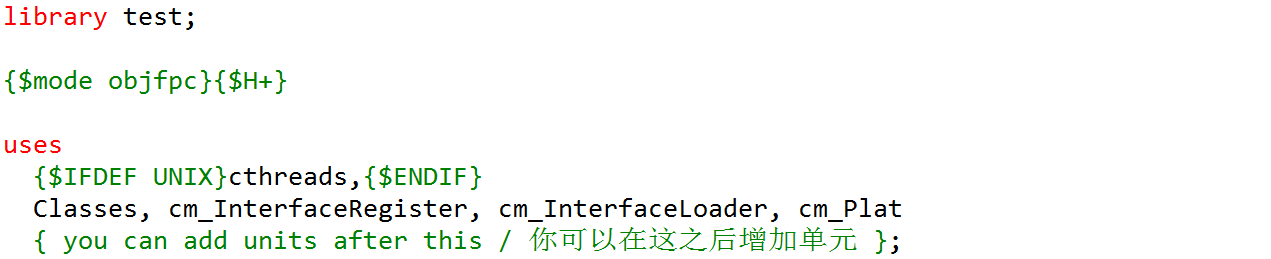 library test;
{$mode objfpc}{$H+}
uses
{$IFDEF UNIX}cthreads,{$ENDIF}
Classes, cm_InterfaceRegister, cm_InterfaceLoader, cm_Plat
{ you can add units after this / 你可以在这之后增加单元 };